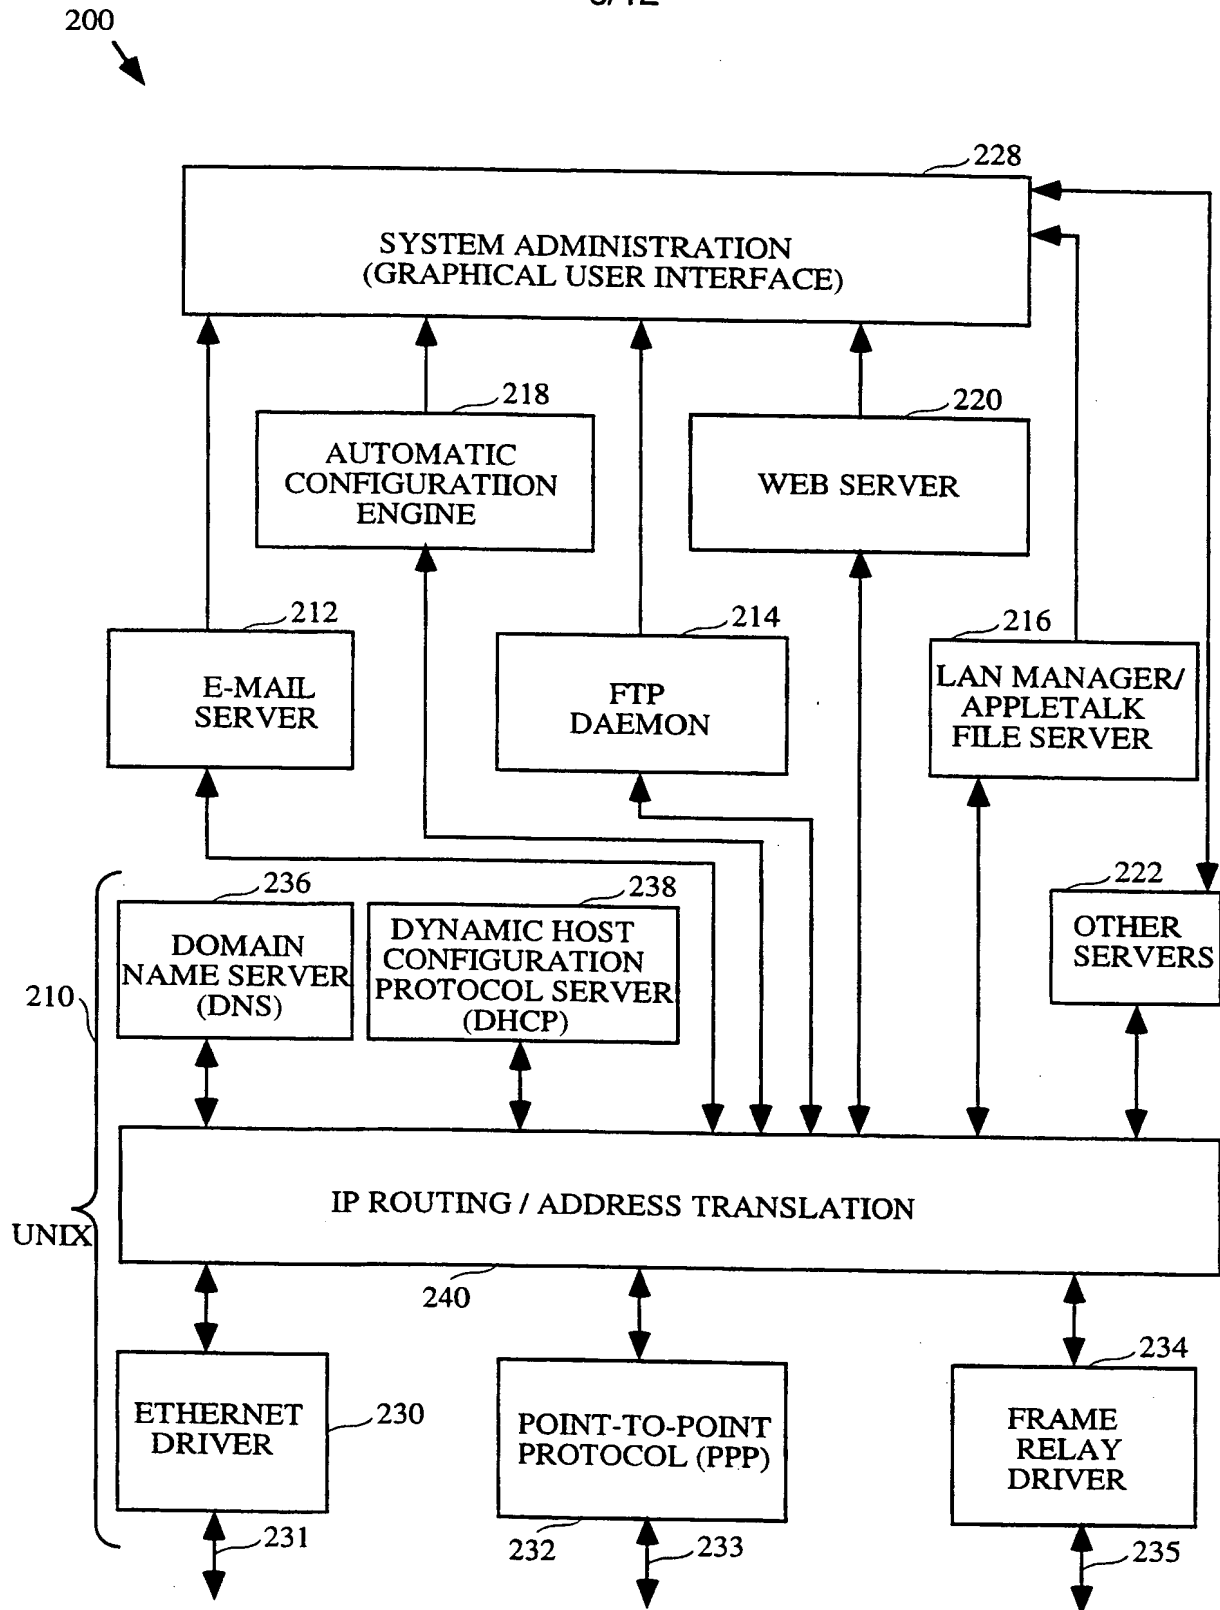 200
228
SYSTEM ADMINISTRATION
(GRAPHICAL USER INTERFACE)
218
AUTOMATIC
CONFIGURATIION
ENGINE
220
WEB SERVER
212
E-MAIL
SERVER
214
FTP
DAEMON
216
LAN MANAGER/
APPLETALK
FILE SERVER
236
DOMAIN
NAME SERVER
(DNS)
238
DYNAMIC HOST
CONFIGURATION
PROTOCOL SERVER
(DHCP)
222
OTHER
SERVERS
210
UNIX
IP ROUTING / ADDRESS TRANSLATION
240
ETHERNET
DRIVER
230
POINT-TO-POINT
PROTOCOL (PPP)
234
FRAME
RELAY
DRIVER
231
232
233
235